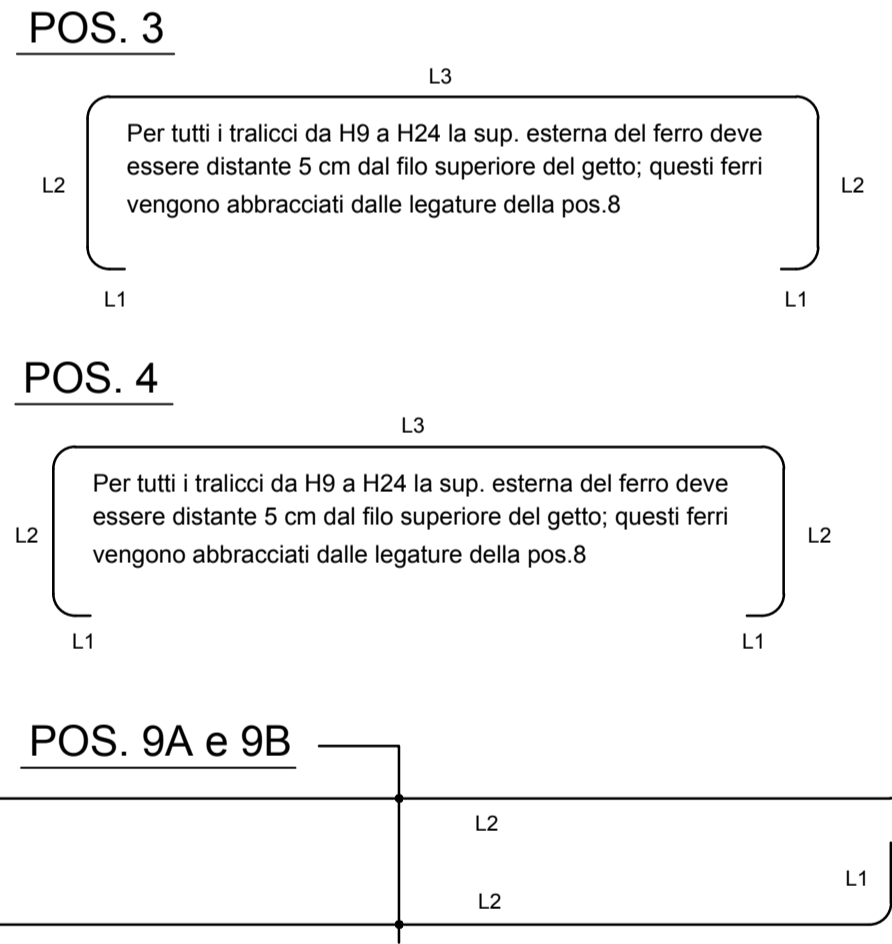 POS. 3
L3
Per tutti i tralicci da H9 a H24 la sup. esterna del ferro deve
essere distante 5 cm dal filo superiore del getto; questi ferri
vengono abbracciati dalle legature della pos.8
L2
L2
L1
L1
POS. 4
L3
Per tutti i tralicci da H9 a H24 la sup. esterna del ferro deve
essere distante 5 cm dal filo superiore del getto; questi ferri
vengono abbracciati dalle legature della pos.8
L2
L2
L1
L1
POS. 9A e 9B
L2
L1
L2